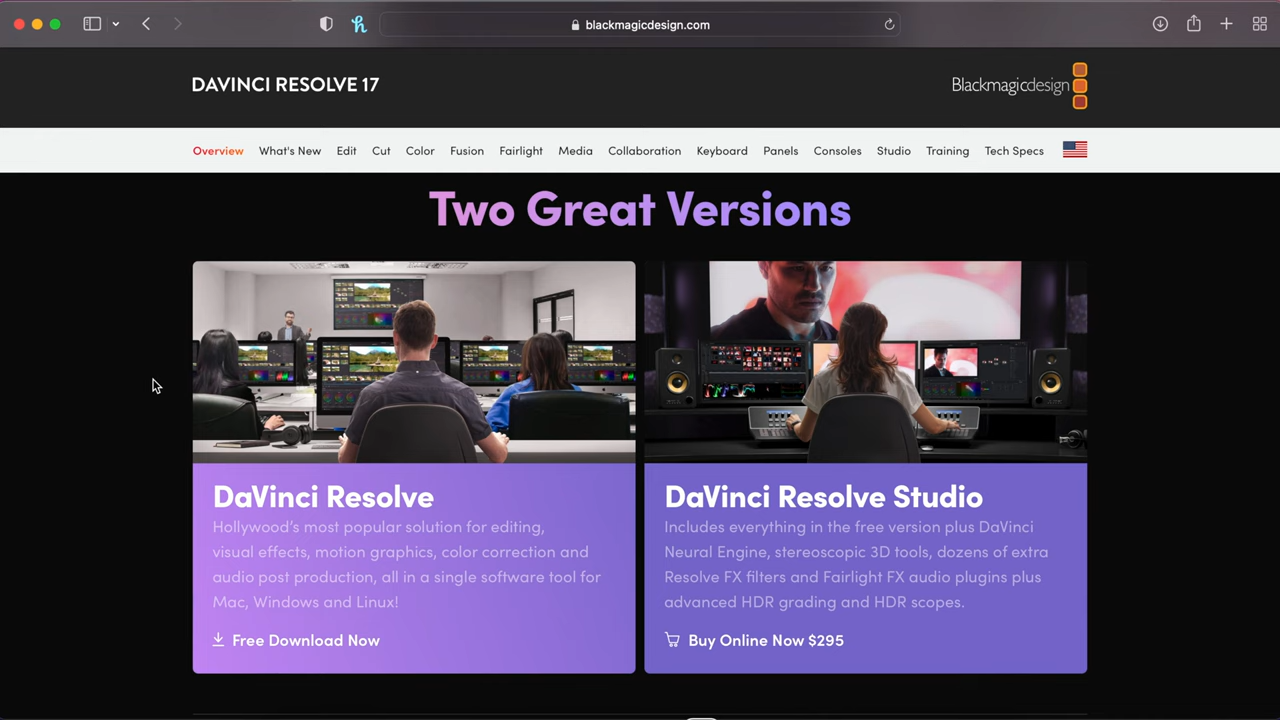 blackmagicdesign.com
DAVINCI RESOLVE 17
Blackmagicdesign
Overview What's New Edit Cut Color Fusion Fairlight Media Collaboration Keyboard Panels Consoles Studio Training Tech Specs
Two Great Versions
DaVinci Resolve
Hollywood's most popular solution for editing,
visual effects, motion graphics, color correction and
audio post production, all in a single software tool for
Mac, Windows and Linux!
Free Download Now
DaVinci Resolve Studio
Includes everything in the free version plus DaVinci
Neural Engine, stereoscopic 3D tools, dozens of extra
Resolve FX filters and Fairlight FX audio plugins plus
advanced HDR grading and HDR scopes.
Buy Online Now $295